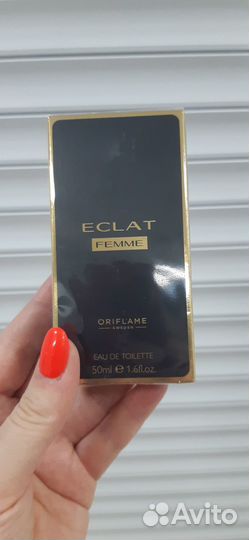 ECLAT
FEMME
ORIFLAME
SWEDEN
EAU DE TOILETTE
50ml ℮ 1.6fl.oz.
Avito